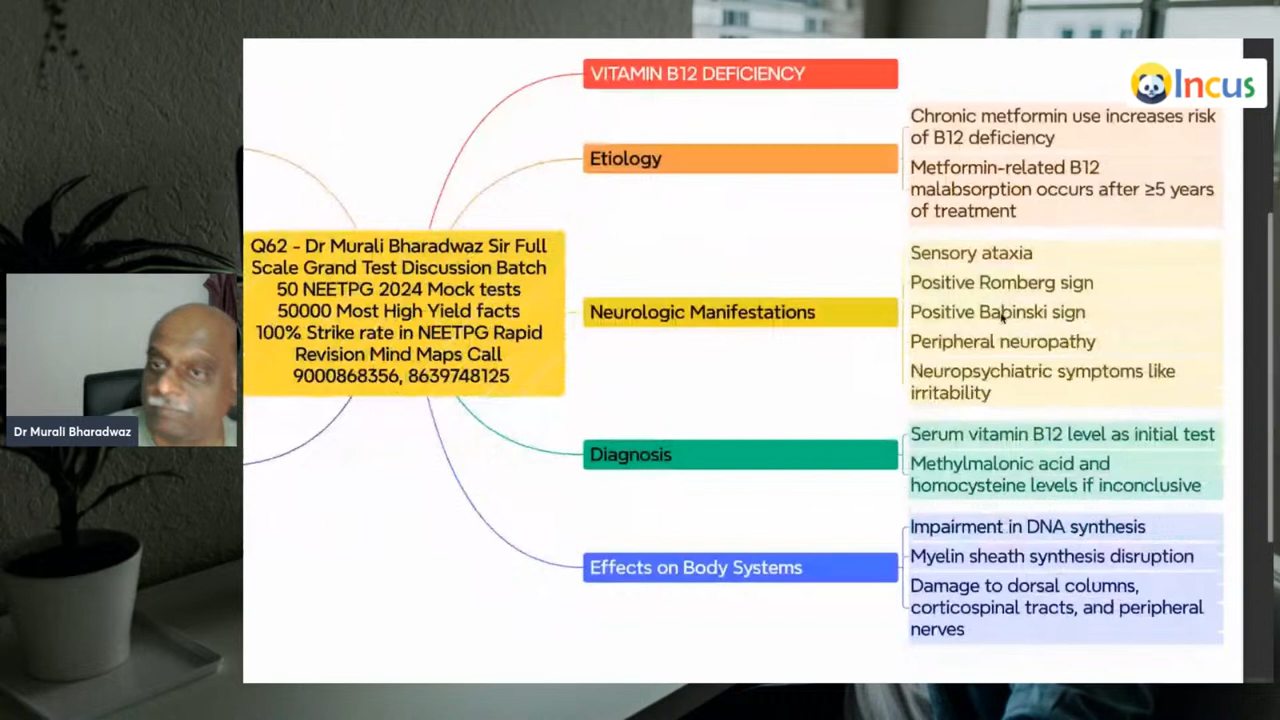 Incus
VITAMIN B12 DEFICIENCY
Etiology
Chronic metformin use increases risk
of B12 deficiency
Metformin-related B12
malabsorption occurs after ≥5 years
of treatment
Q62 - Dr Murali Bharadwaz Sir Full
Scale Grand Test Discussion Batch
50 NEETPG 2024 Mock tests
50000 Most High Yield facts
100% Strike rate in NEETPG Rapid
Revision Mind Maps Call
9000868356, 8639748125
Neurologic Manifestations
Sensory ataxia
Positive Romberg sign
Positive Babinski sign
Peripheral neuropathy
Neuropsychiatric symptoms like
irritability
Diagnosis
Serum vitamin B12 level as initial test
Methylmalonic acid and
homocysteine levels if inconclusive
Effects on Body Systems
Impairment in DNA synthesis
Myelin sheath synthesis disruption
Damage to dorsal columns,
corticospinal tracts, and peripheral
nerves
Dr Murali Bharadwaz